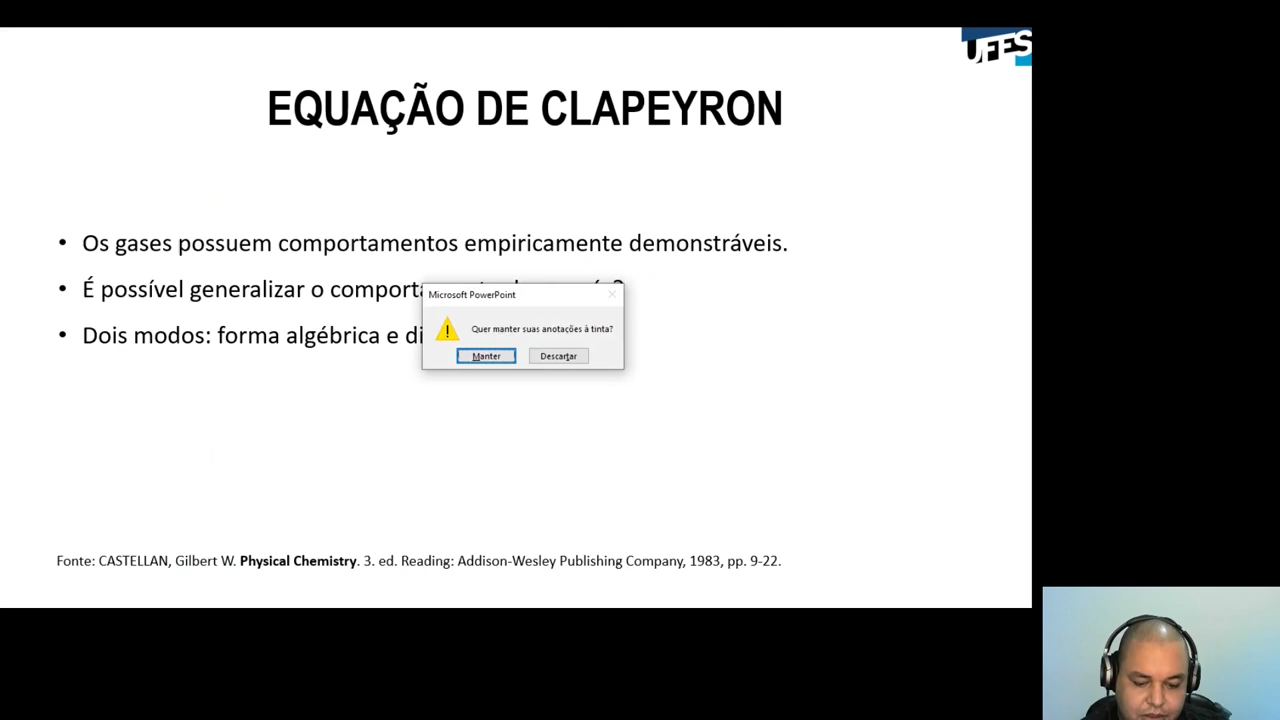 UFES
EQUAÇÃO DE CLAPEYRON
• Os gases possuem comportamentos empiricamente demonstráveis.
• É possível generalizar o comporta
• Dois modos: forma algébrica e di
Microsoft PowerPoint
Quer manter suas anotações à tinta?
Manter Descartar
Fonte: CASTELLAN, Gilbert W. Physical Chemistry. 3. ed. Reading: Addison-Wesley Publishing Company, 1983, pp. 9-22.